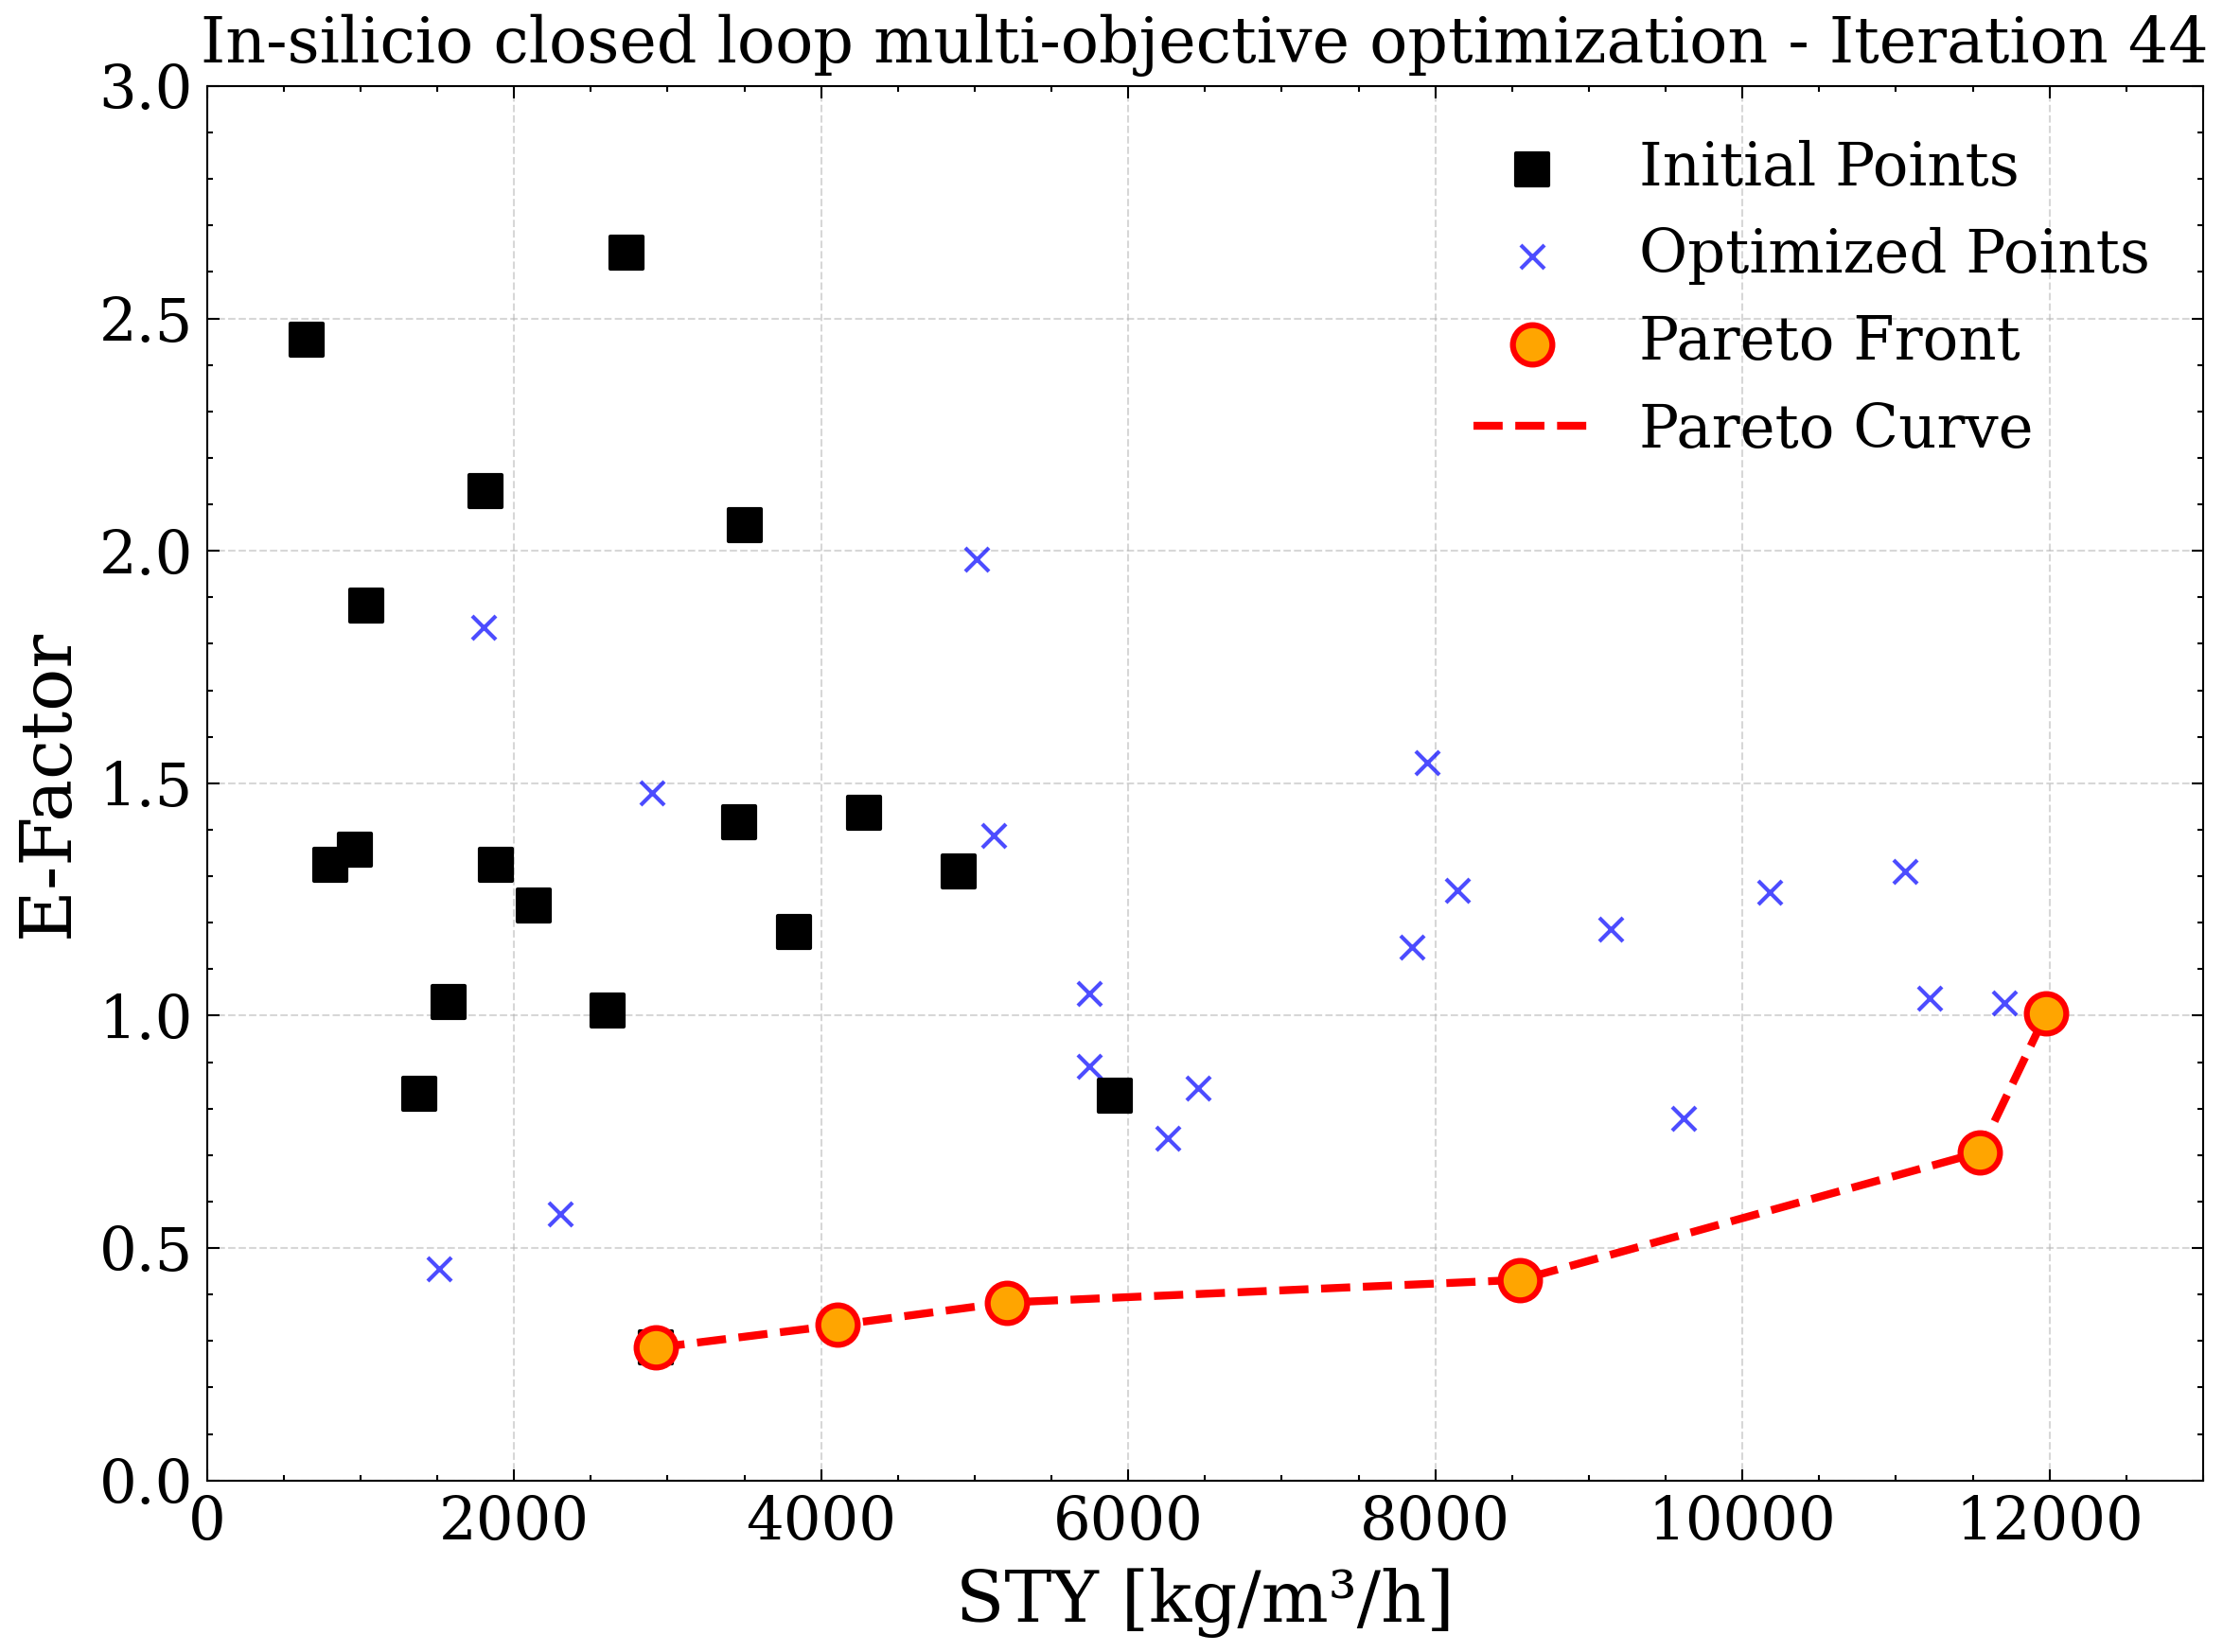 In-silicio closed loop multi-objective optimization - Iteration 44
3.0
2.5
2.0
1.5
1.0
0.5
0.0
E-Factor
Initial Points
Optimized Points
Pareto Front
Pareto Curve
0 2000 4000 6000 8000 10000 12000
STY [kg/m³/h]